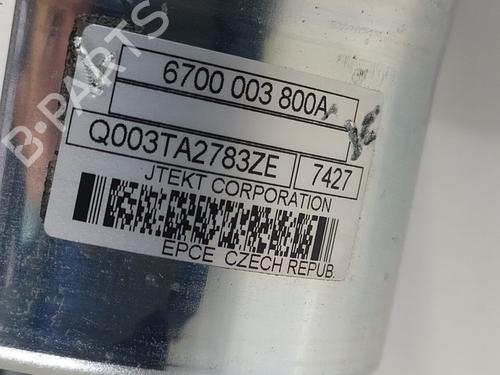 6700 003 800A
Q003TA2783ZE 7427
JTEKT CORPORATION
EPCE CZECH REPUB.
B-PARTS